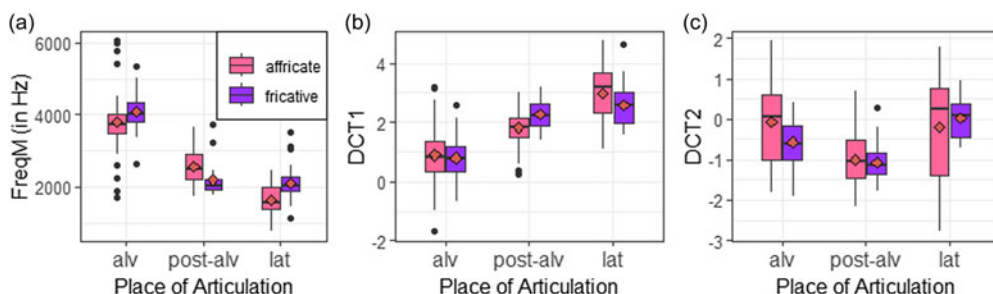 (a)
FreqM (in Hz)
6000
4000
2000
affricate
fricative
alv post-alv lat
Place of Articulation
(b)
DCT1
4
2
0
-2
alv post-alv lat
Place of Articulation
(c)
DCT2
2
1
0
-1
-2
-3
alv post-alv lat
Place of Articulation